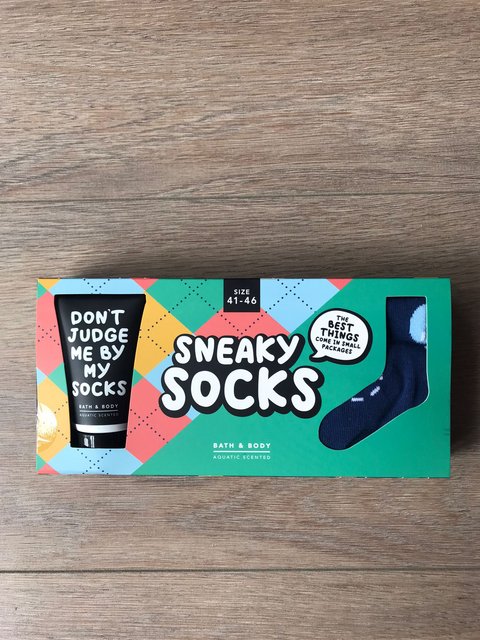 SIZE
41-46
DON'T
JUDGE
ME BY
MY
SOCKS
BATH & BODY
AQUATIC SCENTED
SNEAKY
SOCKS
THE
BEST
THINGS
COME IN SMALL
PACKAGES
BATH & BODY
AQUATIC SCENTED